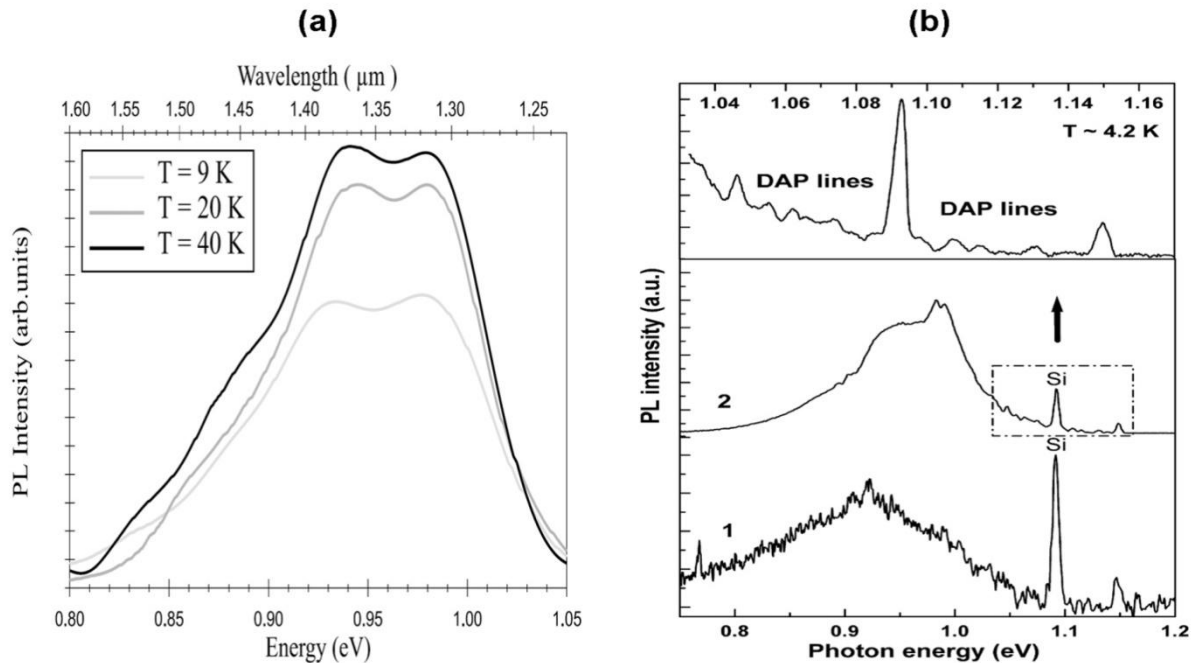 (a)
Wavelength ( µm )
1.60 1.55 1.50 1.45 1.40 1.35 1.30 1.25
T = 9 K
T = 20 K
T = 40 K
PL Intensity (arb.units)
0.80 0.85 0.90 0.95 1.00 1.05
Energy (eV)
(b)
1.04 1.06 1.08 1.10 1.12 1.14 1.16
T ~ 4.2 K
DAP lines
DAP lines
PL intensity (a.u.)
2
Si
Si
1
0.8 0.9 1.0 1.1 1.2
Photon energy (eV)